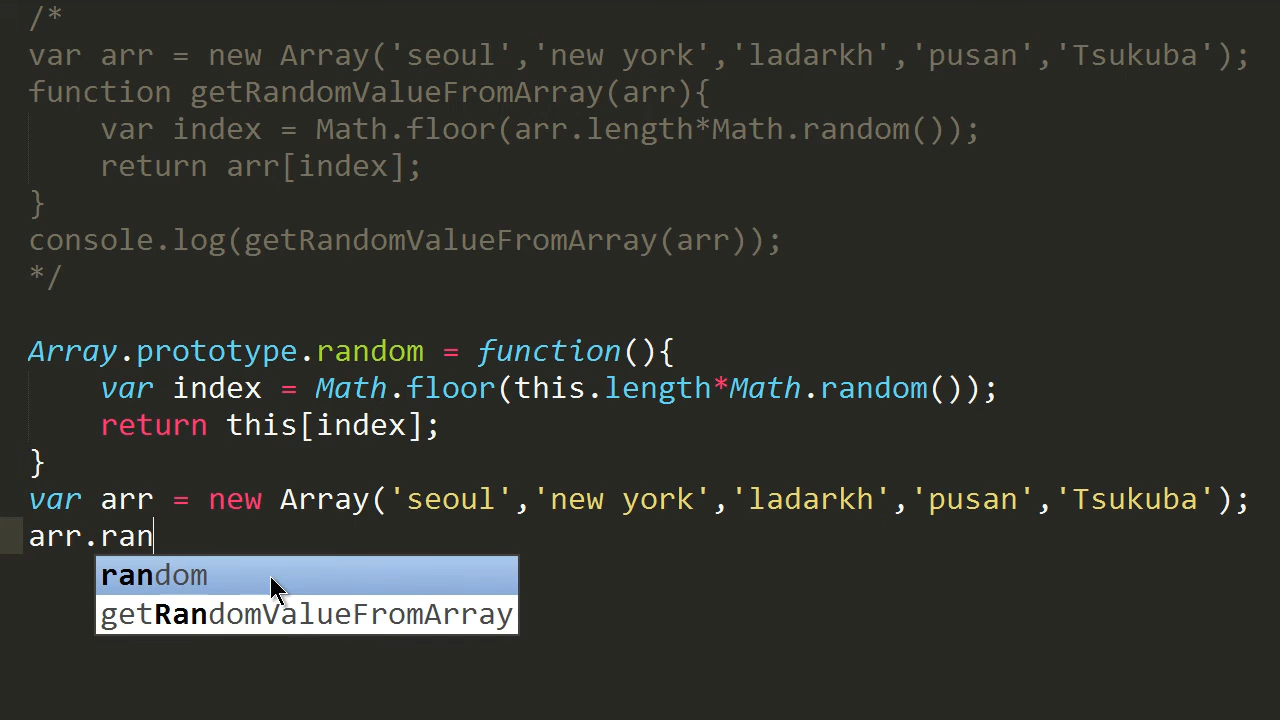 /*
var arr = new Array('seoul','new york','ladarkh','pusan','Tsukuba');
function getRandomValueFromArray(arr){
    var index = Math.floor(arr.length*Math.random());
    return arr[index];
}
console.log(getRandomValueFromArray(arr));
*/
Array.prototype.random = function(){
    var index = Math.floor(this.length*Math.random());
    return this[index];
}
var arr = new Array('seoul','new york','ladarkh','pusan','Tsukuba');
arr.ran
random
getRandomValueFromArray